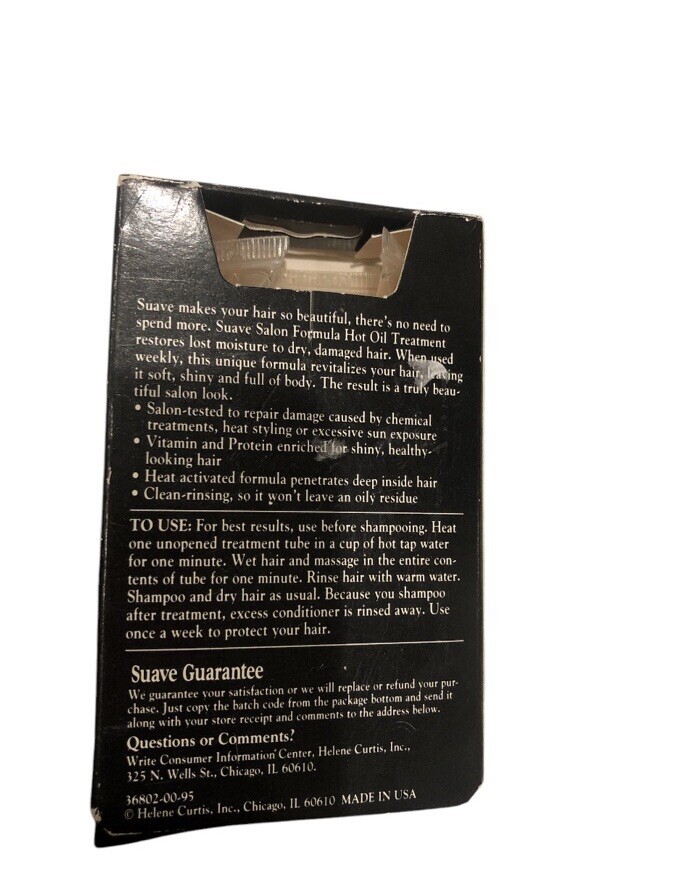 Suave makes your hair so beautiful, there's no need to
spend more. Suave Salon Formula Hot Oil Treatment
restores lost moisture to dry, damaged hair. When used
weekly, this unique formula revitalizes your hair, leaving
it soft, shiny and full of body. The result is a truly beau-
tiful salon look.
• Salon-tested to repair damage caused by chemical
treatments, heat styling or excessive sun exposure
• Vitamin and Protein enriched for shiny, healthy-
looking hair
• Heat activated formula penetrates deep inside hair
• Clean-rinsing, so it won't leave an oily residue
TO USE: For best results, use before shampooing. Heat
one unopened treatment tube in a cup of hot tap water
for one minute. Wet hair and massage in the entire con-
tents of tube for one minute. Rinse hair with warm water.
Shampoo and dry hair as usual. Because you shampoo
after treatment, excess conditioner is rinsed away. Use
once a week to protect your hair.
Suave Guarantee
We guarantee your satisfaction or we will replace or refund your pur-
chase. Just copy the batch code from the package bottom and send it
along with your store receipt and comments to the address below.
Questions or Comments?
Write Consumer Information Center, Helene Curtis, Inc.,
325 N. Wells St., Chicago, IL 60610.
36802-00-95
© Helene Curtis, Inc., Chicago, IL 60610 MADE IN USA